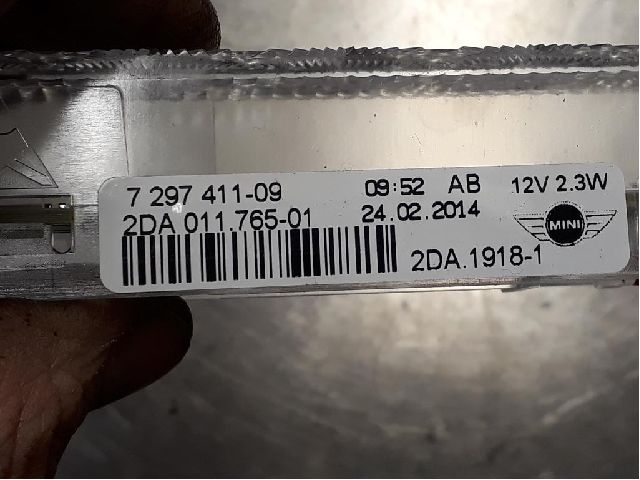 7 297 411-09 09:52 AB 12V 2.3W
2DA 011.765-01 24.02.2014
MINI
2DA.1918-1